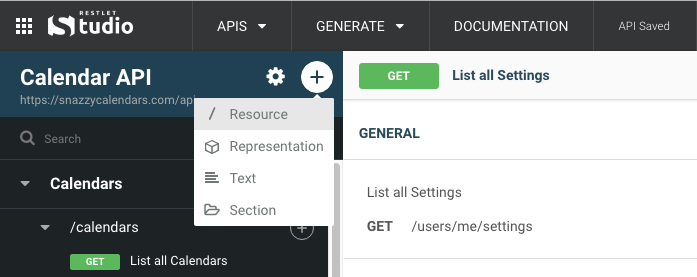 RESTLET
Studio
APIS
GENERATE
DOCUMENTATION
API Saved
Calendar API
https://snazzycalendars.com/api
Search
Calendars
/calendars
GET List all Calendars
/ Resource
Representation
Text
Section
GET List all Settings
GENERAL
List all Settings
GET /users/me/settings